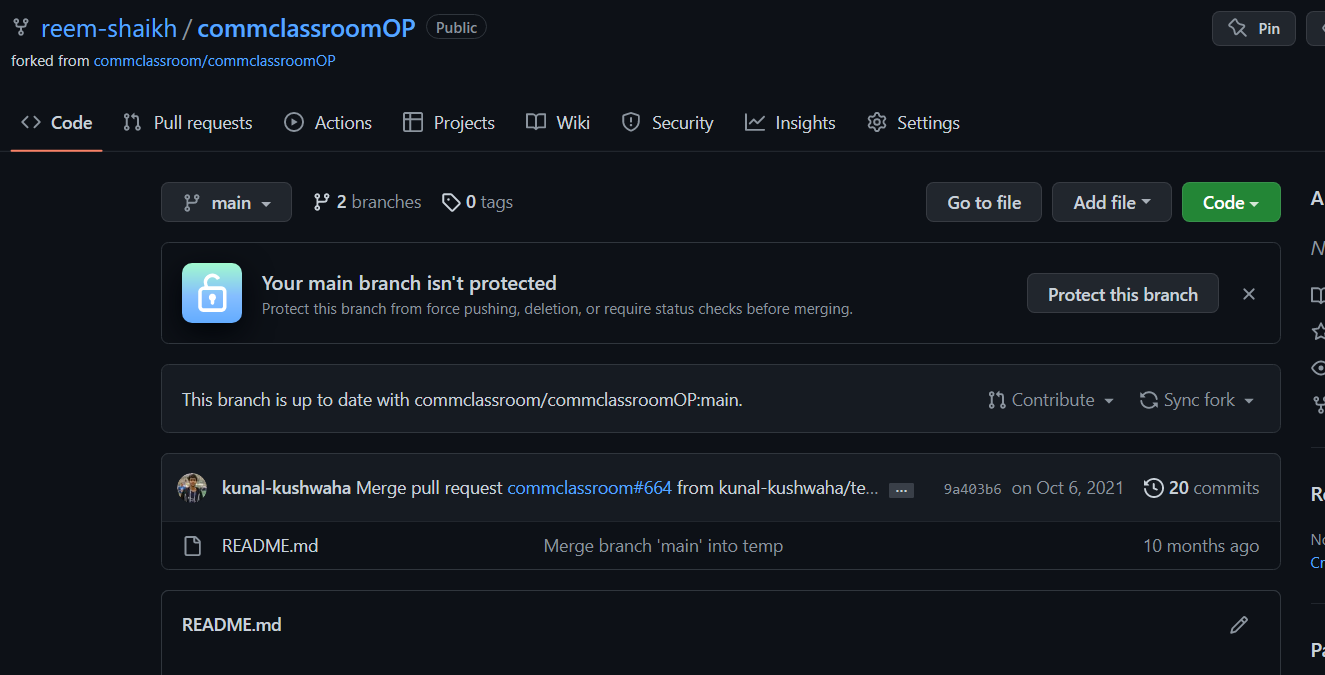 reem-shaikh / commclassroomOP Public
Pin
forked from commclassroom/commclassroomOP
Code Pull requests Actions Projects Wiki Security Insights Settings
main 2 branches 0 tags Go to file Add file Code
Your main branch isn't protected
Protect this branch from force pushing, deletion, or require status checks before merging.
Protect this branch
This branch is up to date with commclassroom/commclassroomOP:main. Contribute Sync fork
kunal-kushwaha Merge pull request commclassroom#664 from kunal-kushwaha/te... ... 9a403b6 on Oct 6, 2021 20 commits
README.md Merge branch 'main' into temp 10 months ago
README.md